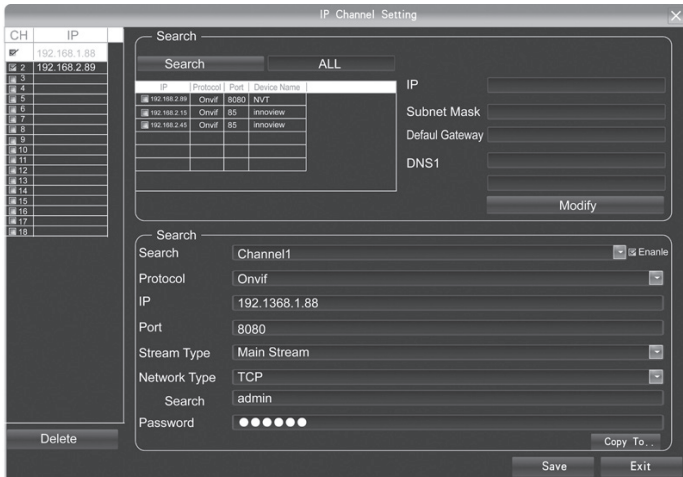 IP Channel Setting
CH IP
192.168.1.88
2 192.168.2.89
3
4
5
6
7
8
9
10
11
12
13
14
15
16
17
18
Delete
Search
Search ALL
IP Protocol Port Device Name
192.168.2.89 Onvif 8080 NVT
192.168.2.15 Onvif 85 innoview
192.168.2.45 Onvif 85 innoview
IP
Subnet Mask
Defaul Gateway
DNS1
Modify
Search
Search Channel1 Enanle
Protocol Onvif
IP 192.1368.1.88
Port 8080
Stream Type Main Stream
Network Type TCP
Search admin
Password ●●●●●●
Copy To..
Save Exit